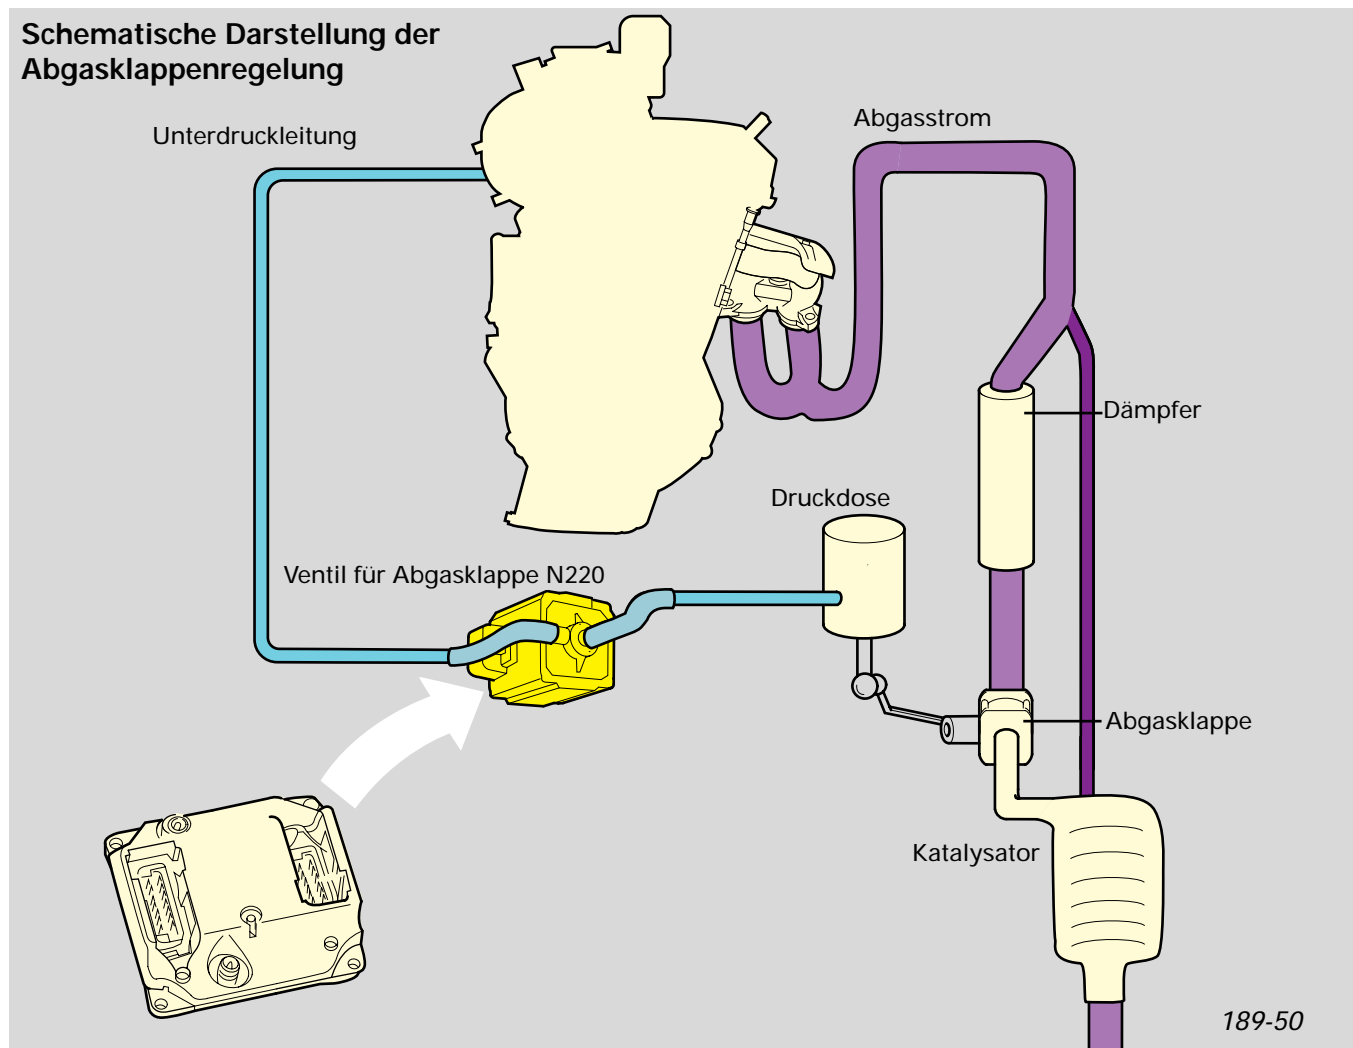 Schematische Darstellung der
Abgasklappenregelung
Abgasstrom
Unterdruckleitung
Dämpfer
Druckdose
Ventil für Abgasklappe N220
Abgasklappe
Katalysator
189-50